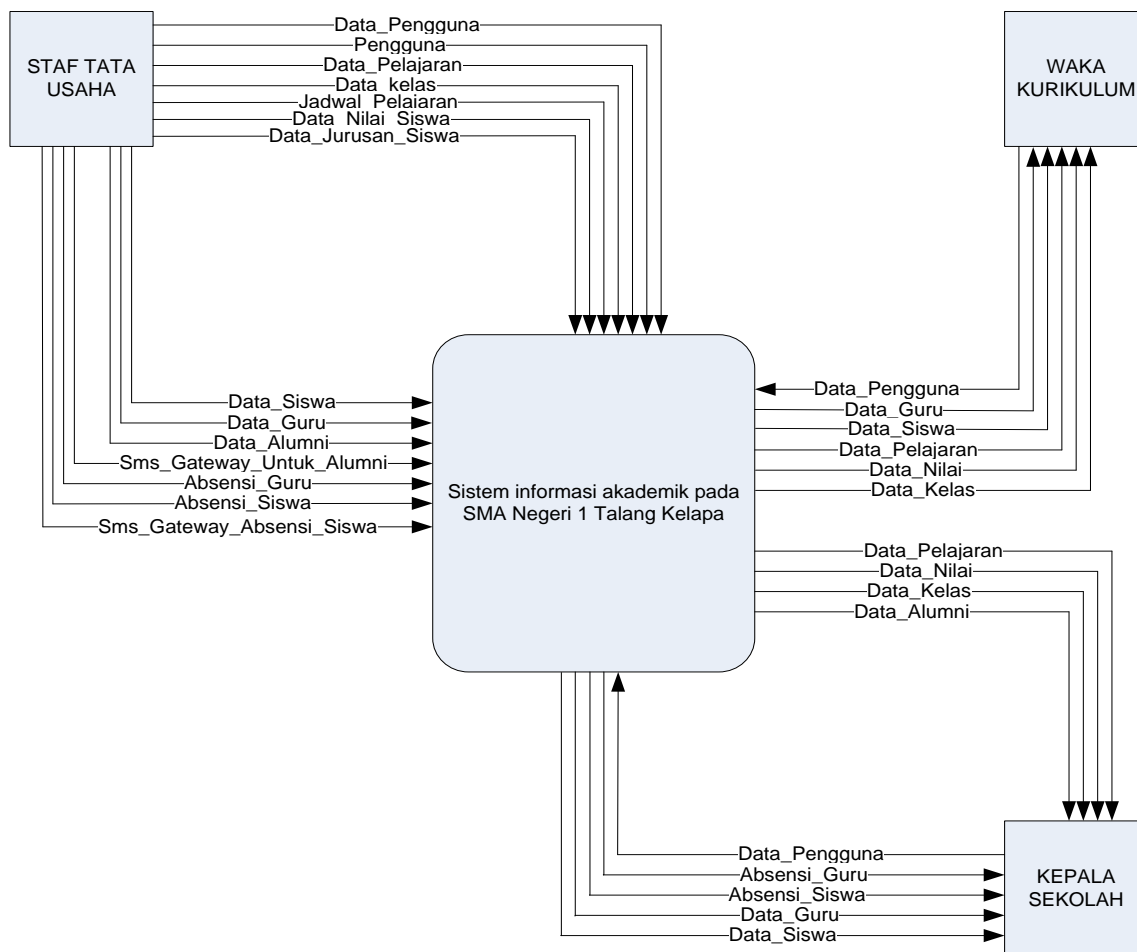 STAF TATA
USAHA
Data_Pengguna
Pengguna
Data_Pelajaran
Data_kelas
Jadwal_Pelajaran
Data_Nilai_Siswa
Data_Jurusan_Siswa
WAKA
KURIKULUM
Data_Siswa
Data_Guru
Data_Alumni
Sms_Gateway_Untuk_Alumni
Absensi_Guru
Absensi_Siswa
Sms_Gateway_Absensi_Siswa
Sistem informasi akademik pada
SMA Negeri 1 Talang Kelapa
Data_Pengguna
Data_Guru
Data_Siswa
Data_Pelajaran
Data_Nilai
Data_Kelas
Data_Pelajaran
Data_Nilai
Data_Kelas
Data_Alumni
Data_Pengguna
Absensi_Guru
Absensi_Siswa
Data_Guru
Data_Siswa
KEPALA
SEKOLAH